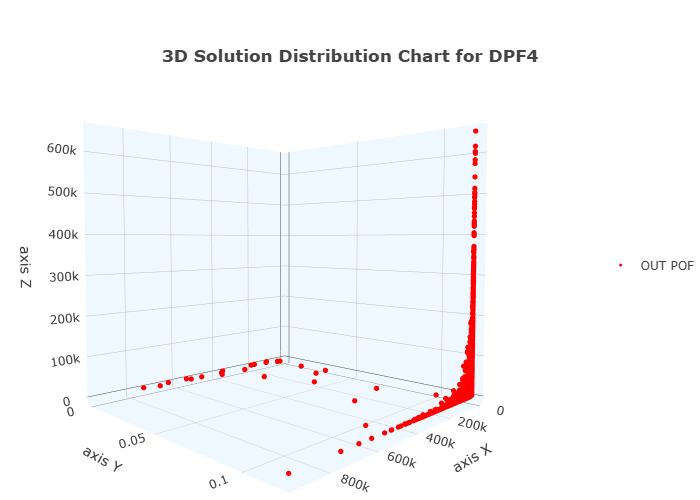 3D Solution Distribution Chart for DPF4
600k
500k
400k
300k
200k
100k
0
axis Z
0
0.05
0.1
axis Y
0
200k
400k
600k
800k
axis X
OUT POF